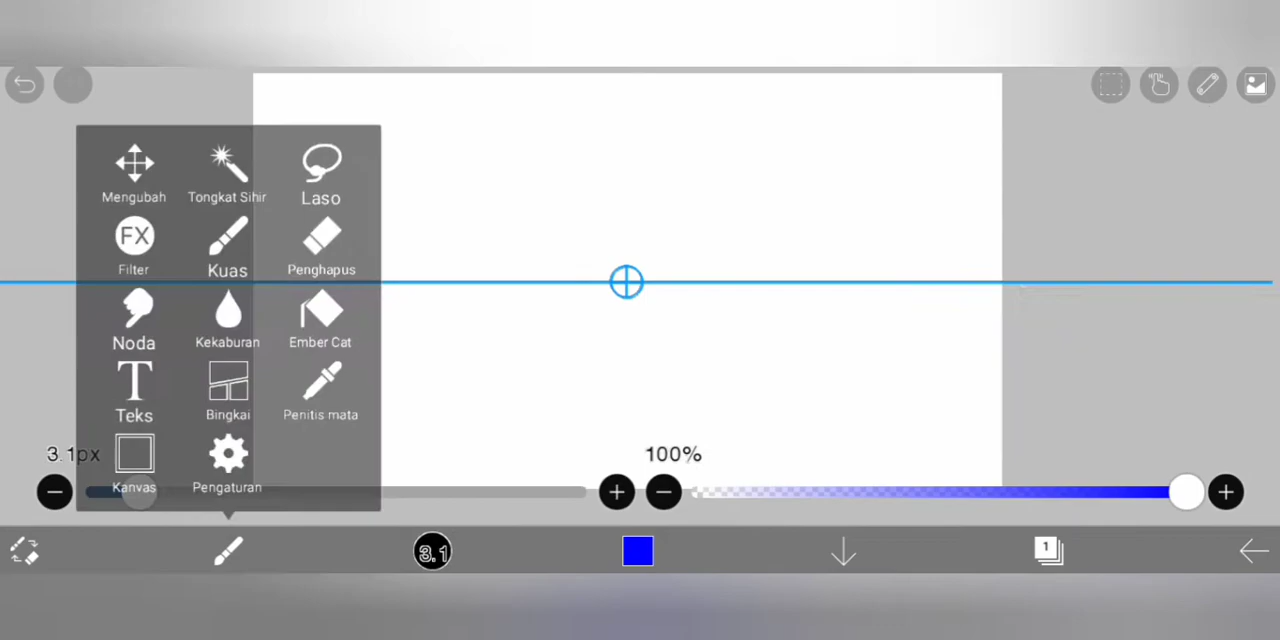 Mengubah
Tongkat Sihir
Laso
FX
Filter
Kuas
Penghapus
Noda
Kekaburan
Ember Cat
T
Teks
Bingkai
Penitis mata
Kanvas
Pengaturan
3.1px
100%
3.1
1